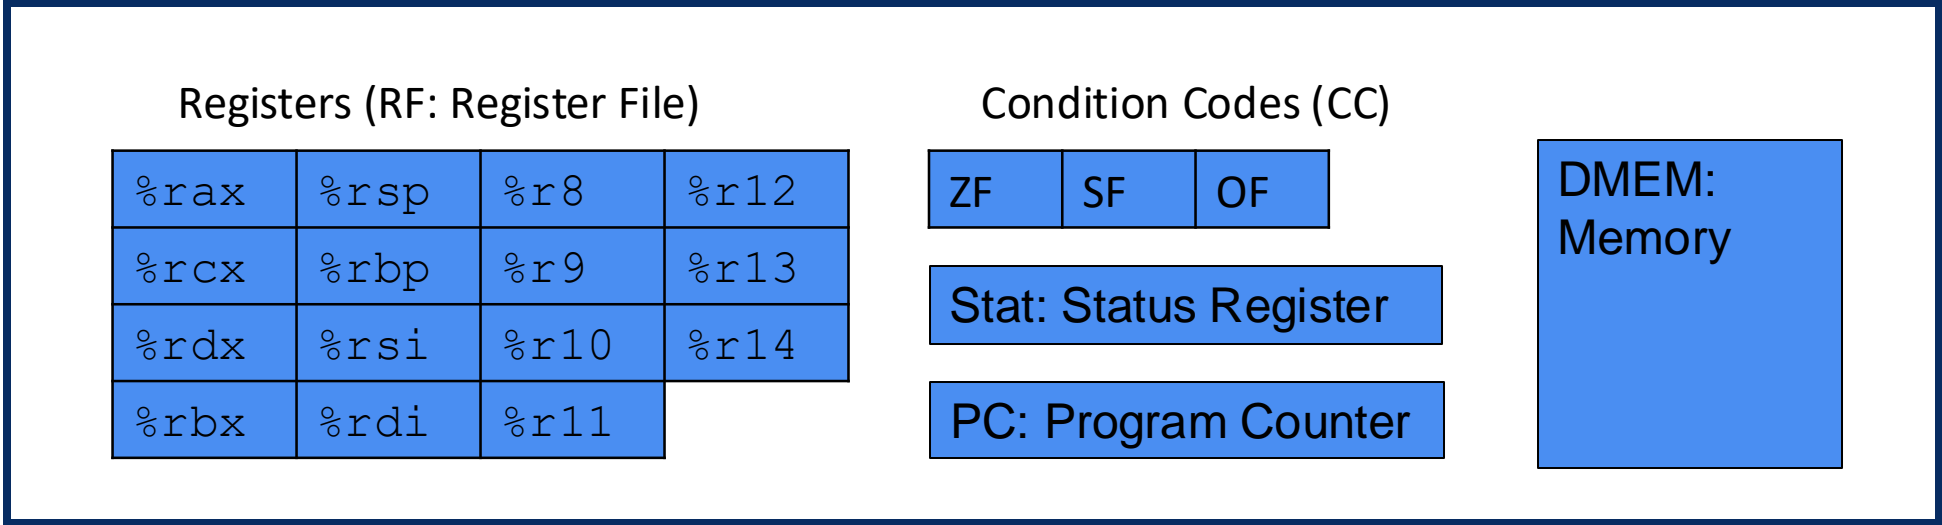 Registers (RF: Register File)
%rax %rsp %r8 %r12
%rcx %rbp %r9 %r13
%rdx %rsi %r10 %r14
%rbx %rdi %r11
Condition Codes (CC)
ZF SF OF
Stat: Status Register
PC: Program Counter
DMEM:
Memory